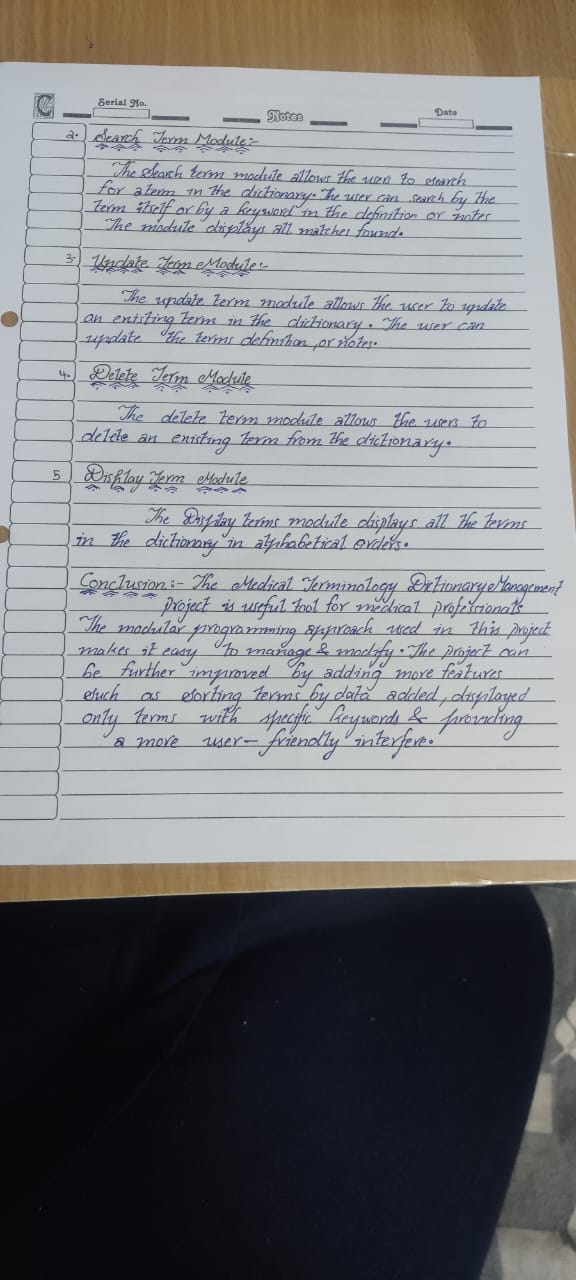 Serial No.
Notes
Date
2. Search Term Module:-
The Search term module allows the users to search
for a term in the dictionary. The user can search by the
term itself or by a keyword in the definition or notes
The module displays all matches found.
3. Update Term Module:-
The update term module allows the user to update
an existing term in the dictionary. The user can
update the terms definition, or notes.
4. Delete Term Module
The delete term module allows the users to
delete an existing term from the dictionary.
5 Display Term Module
The Display terms module displays all the terms
in the dictionary in alphabetical orders.
Conclusion:- The Medical Terminology Dictionary Management
Project is useful tool for medical professionals
The modular programming approach used in this project
makes it easy to manage & modify. The project can
be further improved by adding more features
such as sorting terms by data added, displayed
only terms with specific keywords & providing
a more user-friendly interfere.